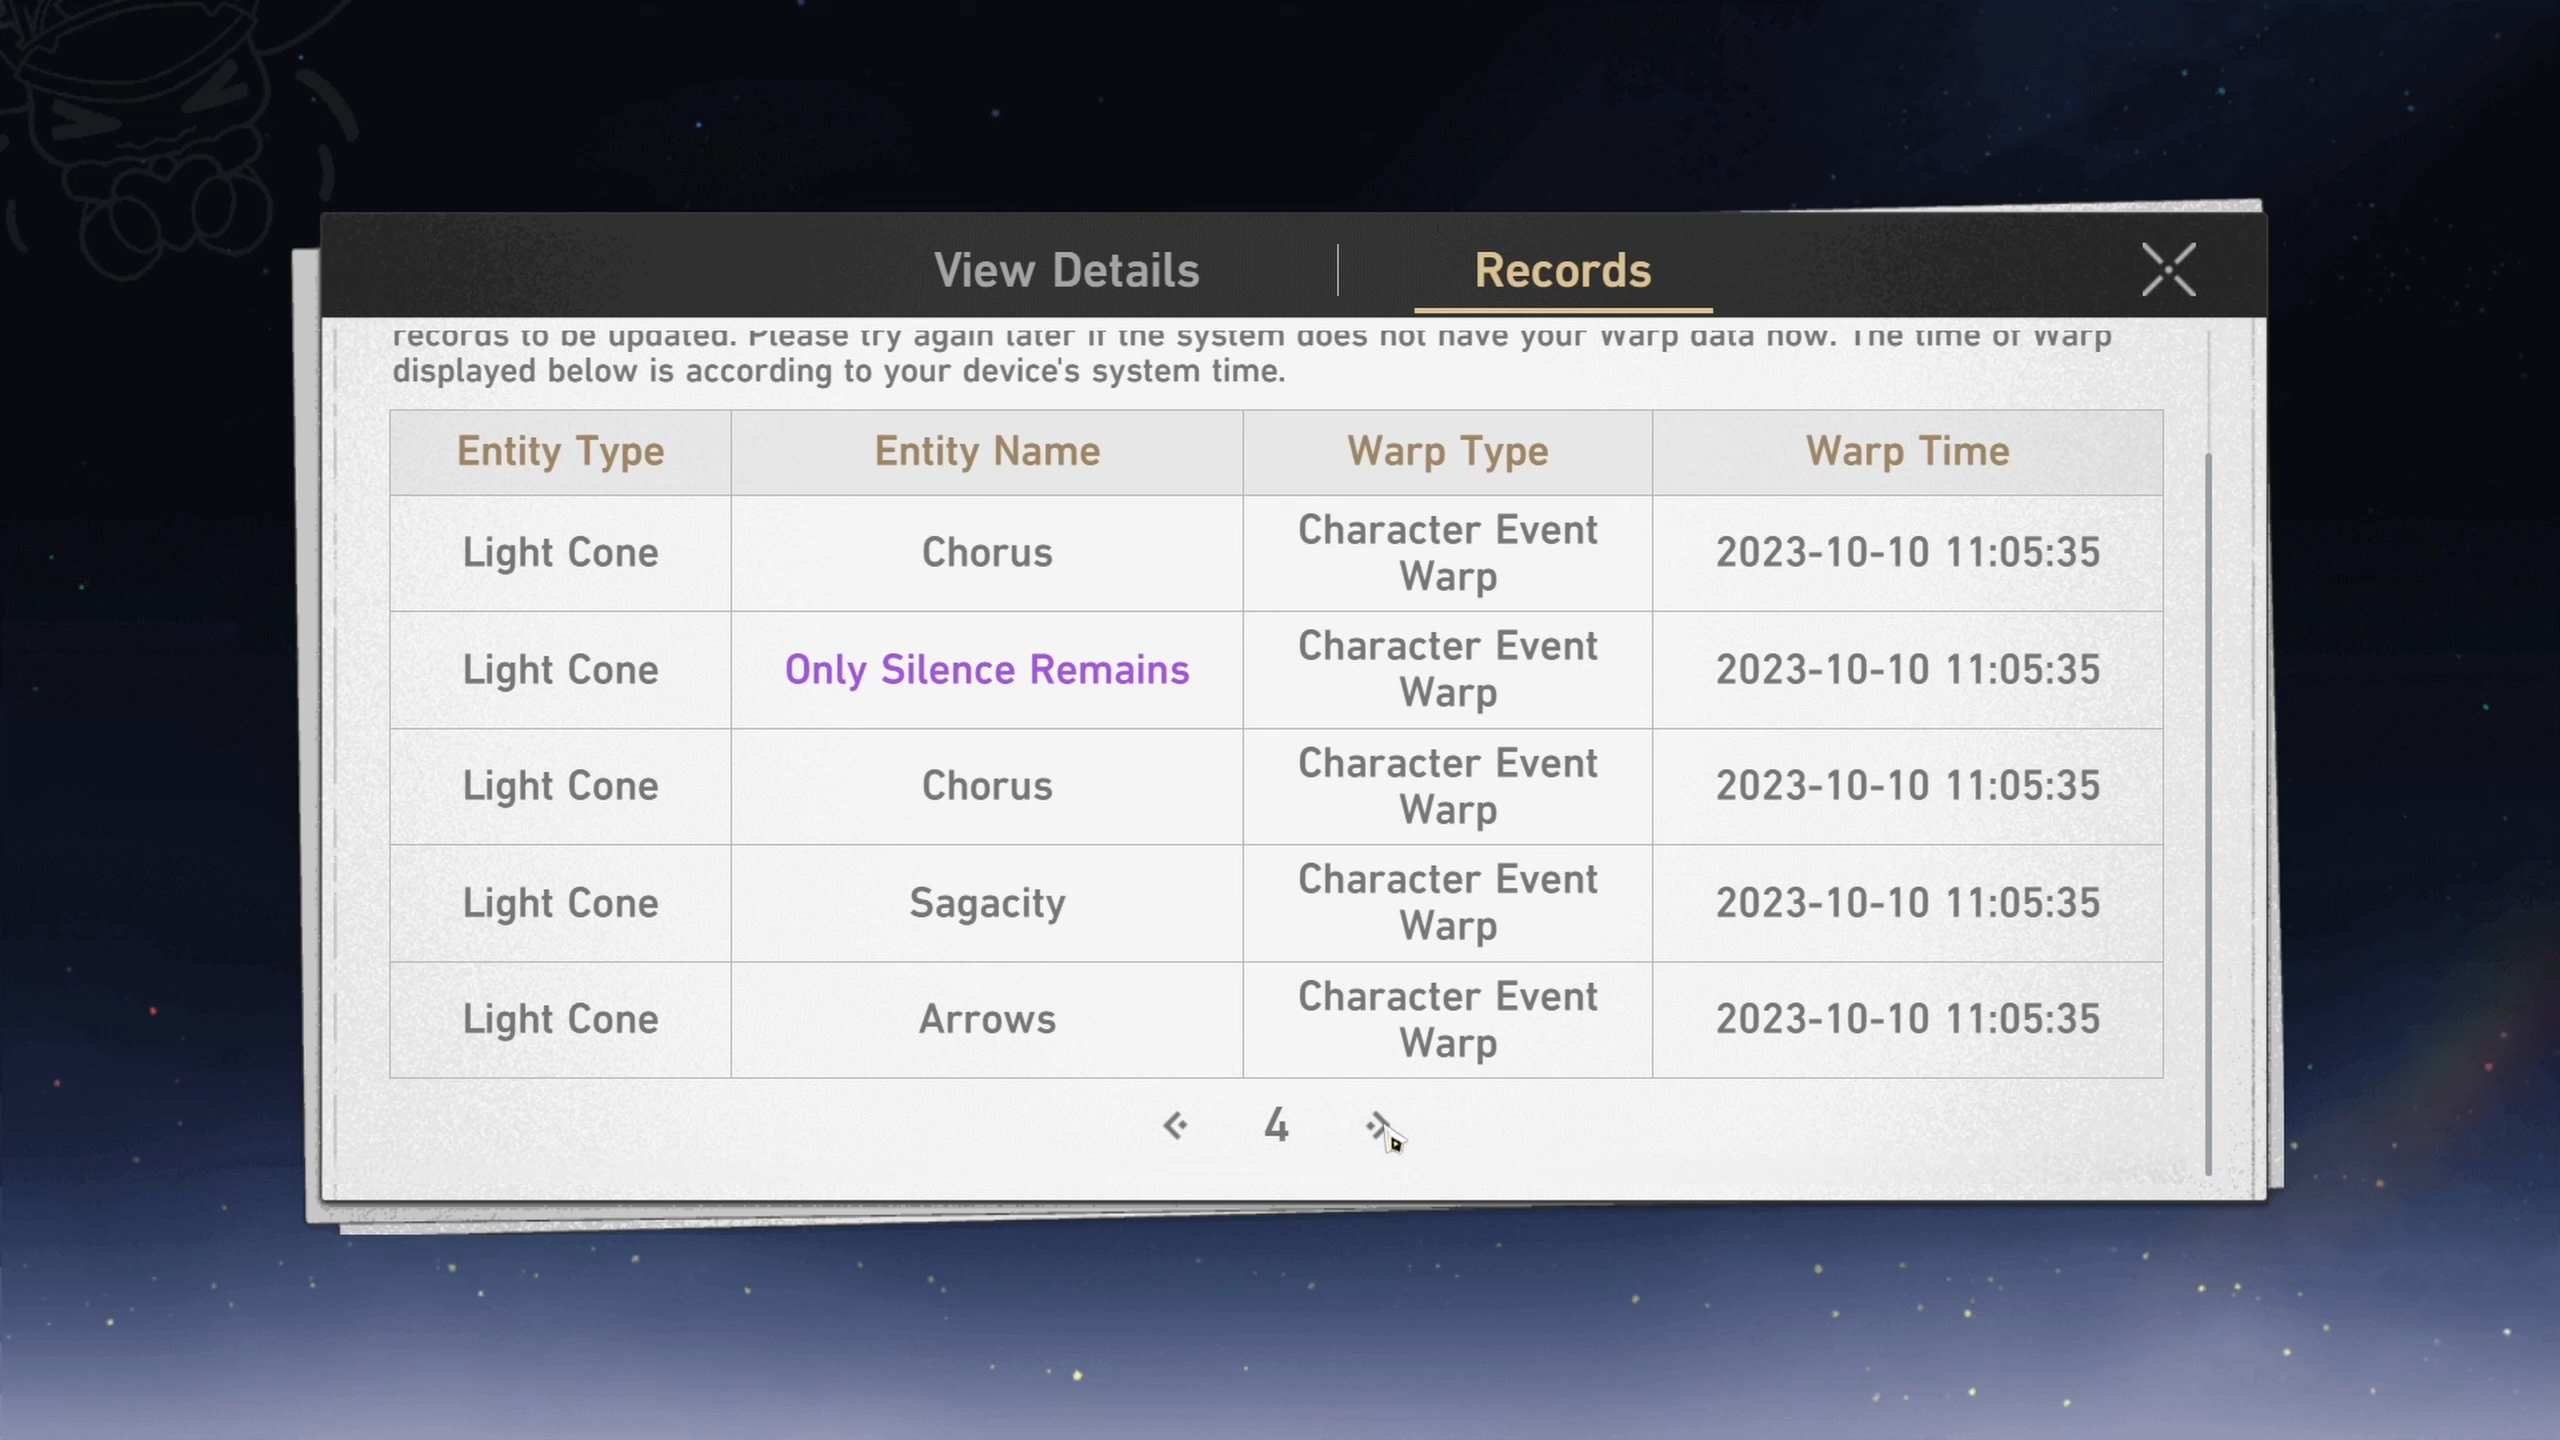 View Details
Records
records to be updated. Please try again later if the system does not have your Warp data now. The time of Warp
displayed below is according to your device's system time.
Entity Type Entity Name Warp Type Warp Time
Light Cone Chorus Character Event Warp 2023-10-10 11:05:35
Light Cone Only Silence Remains Character Event Warp 2023-10-10 11:05:35
Light Cone Chorus Character Event Warp 2023-10-10 11:05:35
Light Cone Sagacity Character Event Warp 2023-10-10 11:05:35
Light Cone Arrows Character Event Warp 2023-10-10 11:05:35
4